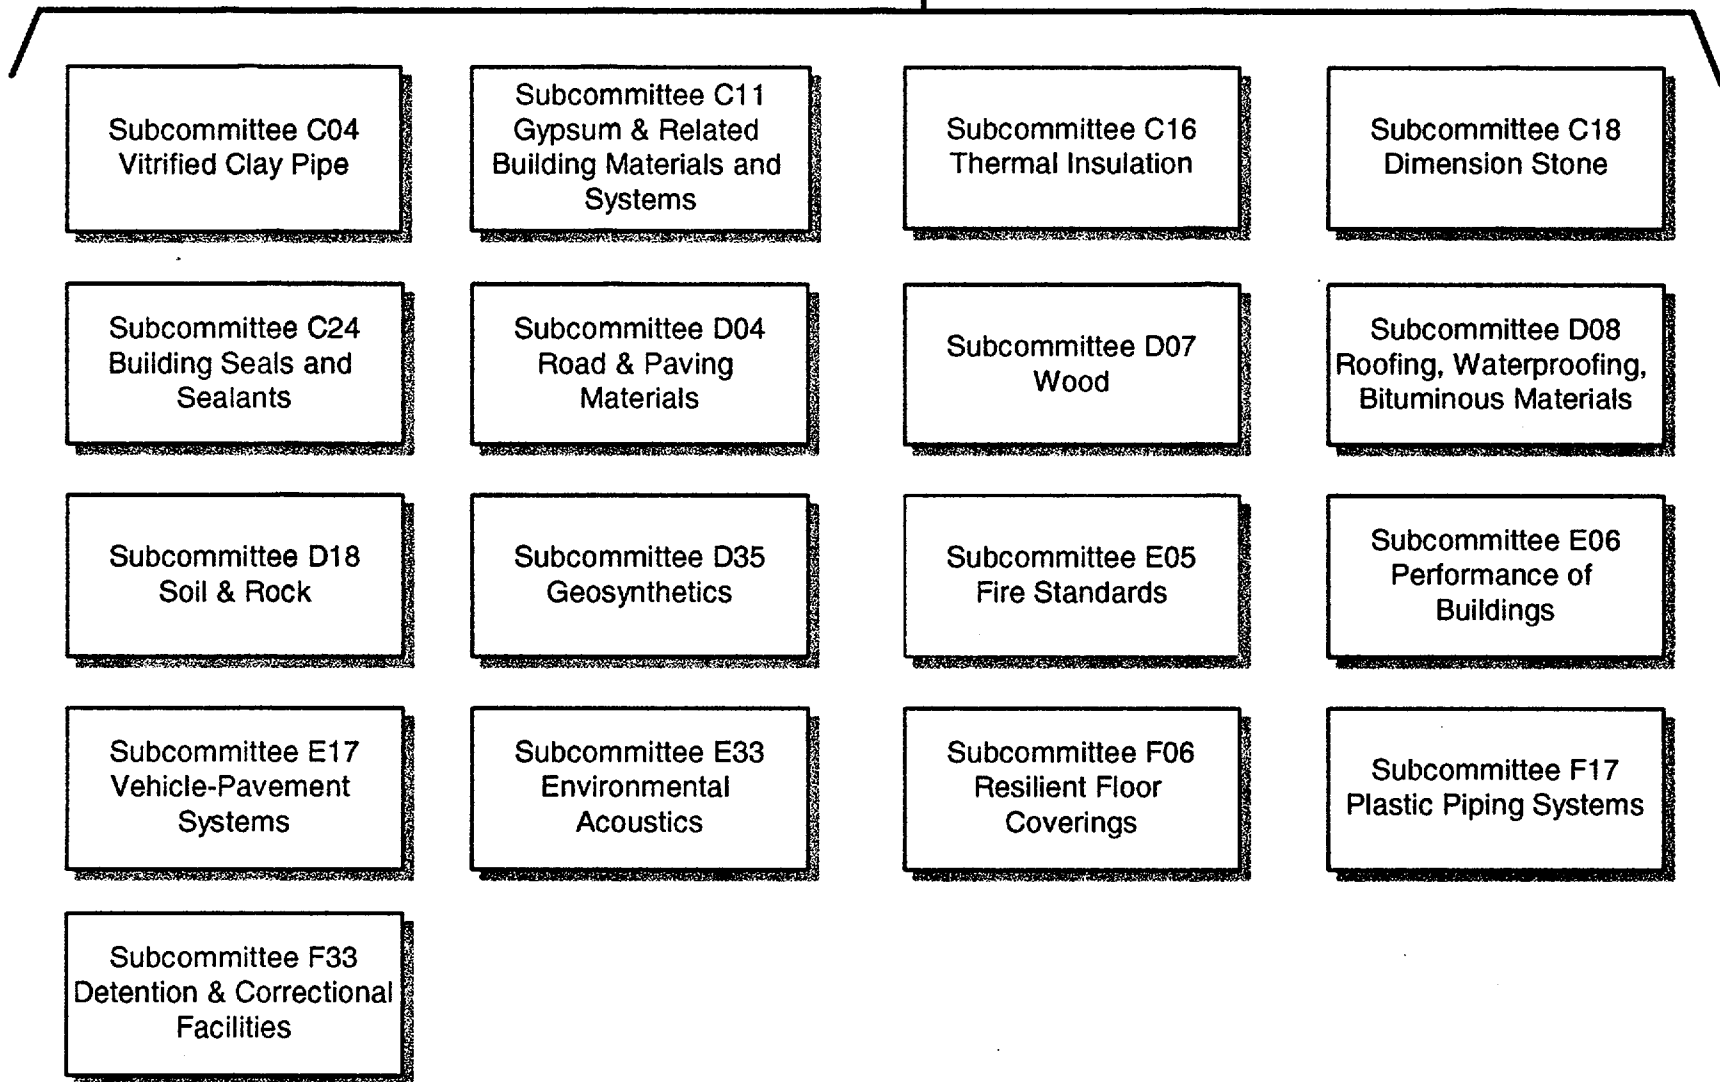 Subcommittee C04
Vitrified Clay Pipe
Subcommittee C11
Gypsum & Related
Building Materials and
Systems
Subcommittee C16
Thermal Insulation
Subcommittee C18
Dimension Stone
Subcommittee C24
Building Seals and
Sealants
Subcommittee D04
Road & Paving
Materials
Subcommittee D07
Wood
Subcommittee D08
Roofing, Waterproofing,
Bituminous Materials
Subcommittee D18
Soil & Rock
Subcommittee D35
Geosynthetics
Subcommittee E05
Fire Standards
Subcommittee E06
Performance of
Buildings
Subcommittee E17
Vehicle-Pavement
Systems
Subcommittee E33
Environmental
Acoustics
Subcommittee F06
Resilient Floor
Coverings
Subcommittee F17
Plastic Piping Systems
Subcommittee F33
Detention & Correctional
Facilities